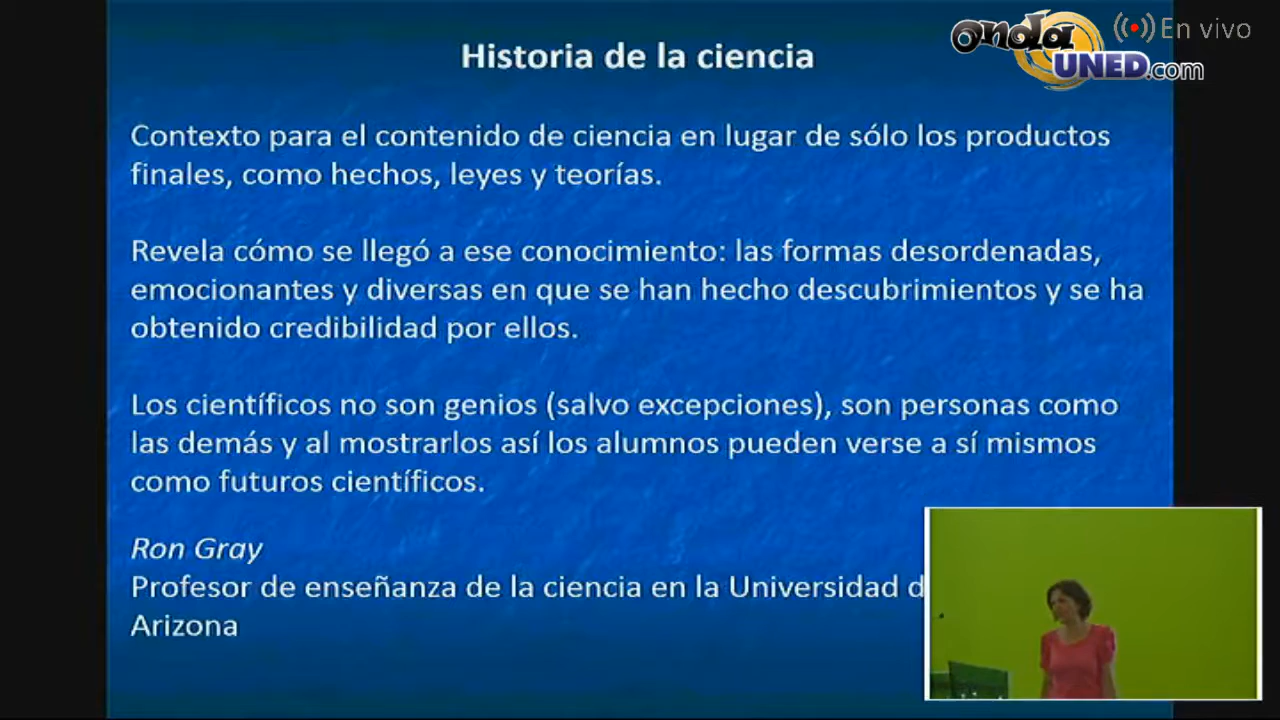 Historia de la ciencia
onda
UNED.com
En vivo
Contexto para el contenido de ciencia en lugar de sólo los productos
finales, como hechos, leyes y teorías.
Revela cómo se llegó a ese conocimiento: las formas desordenadas,
emocionantes y diversas en que se han hecho descubrimientos y se ha
obtenido credibilidad por ellos.
Los científicos no son genios (salvo excepciones), son personas como
las demás y al mostrarlos así los alumnos pueden verse a sí mismos
como futuros científicos.
Ron Gray
Profesor de enseñanza de la ciencia en la Universidad d
Arizona